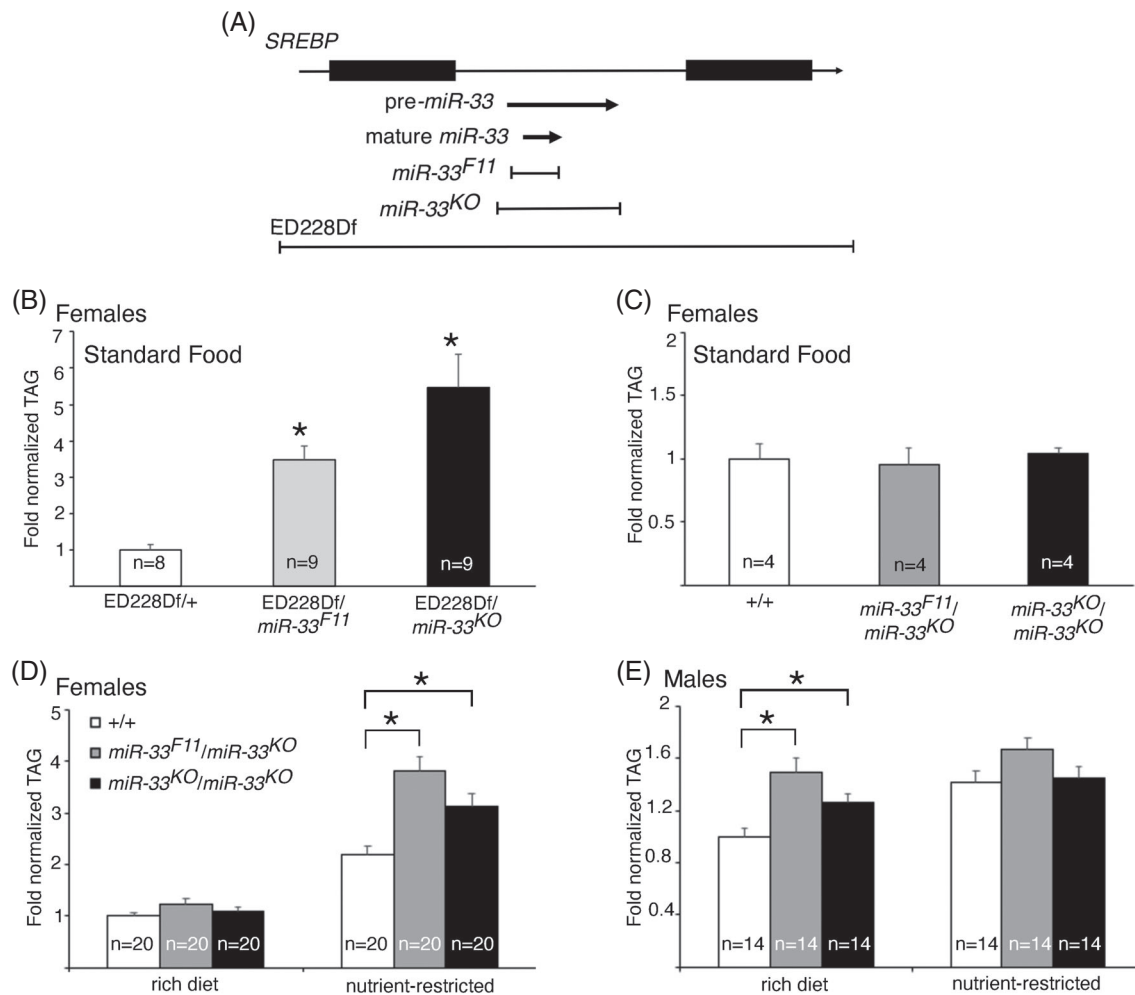 (A)
SREBP
pre-miR-33
mature miR-33
miR-33F11
miR-33KO
ED228Df
(B) Females
Standard Food
Fold normalized TAG
7
6
5
4
3
2
1
*
*
n=8
n=9
n=9
ED228Df/+
ED228Df/
miR-33F11
ED228Df/
miR-33KO
(C) Females
Standard Food
Fold normalized TAG
2
1.5
1
0.5
n=4
n=4
n=4
+/+
miR-33F11/
miR-33KO
miR-33KO/
miR-33KO
(D) Females
+/+
miR-33F11/miR-33KO
miR-33KO/miR-33KO
Fold normalized TAG
5
4
3
2
1
*
*
n=20
n=20
n=20
n=20
n=20
n=20
rich diet
nutrient-restricted
(E) Males
Fold normalized TAG
2
1.6
1.2
0.8
0.4
*
*
n=14
n=14
n=14
n=14
n=14
n=14
rich diet
nutrient-restricted